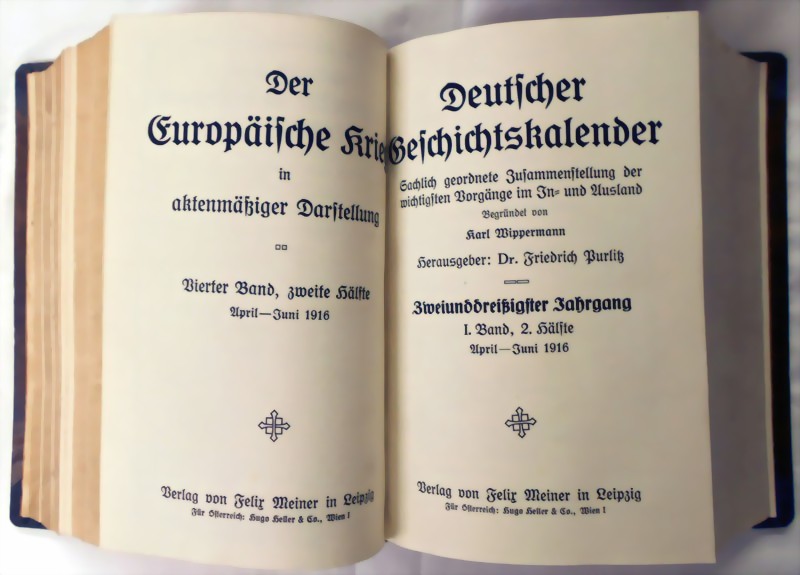 Der
Europäische Krie
in
aktenmäßiger Darstellung
Vierter Band, zweite Hälfte
April—Juni 1916
Verlag von Felix Meiner in Leipzig
Für Österreich: Hugo Heller & Co., Wien I
Deutscher
Geschichtskalender
Sachlich geordnete Zusammenstellung der
wichtigsten Vorgänge im In- und Ausland
Begründet von
Karl Wippermann
Herausgeber: Dr. Friedrich Purlitz
Zweiunddreißigster Jahrgang
I. Band, 2. Hälfte
April—Juni 1916
Verlag von Felix Meiner in Leipzig
Für Österreich: Hugo Heller & Co., Wien I